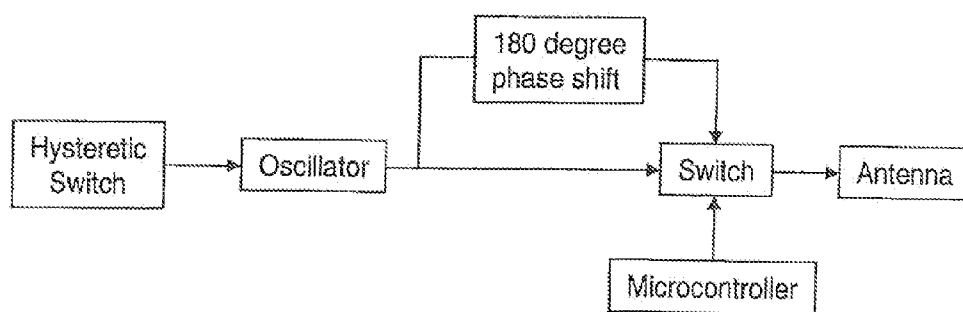 180 degree
phase shift
Hysteretic
Switch
Oscillator
Switch
Antenna
Microcontroller